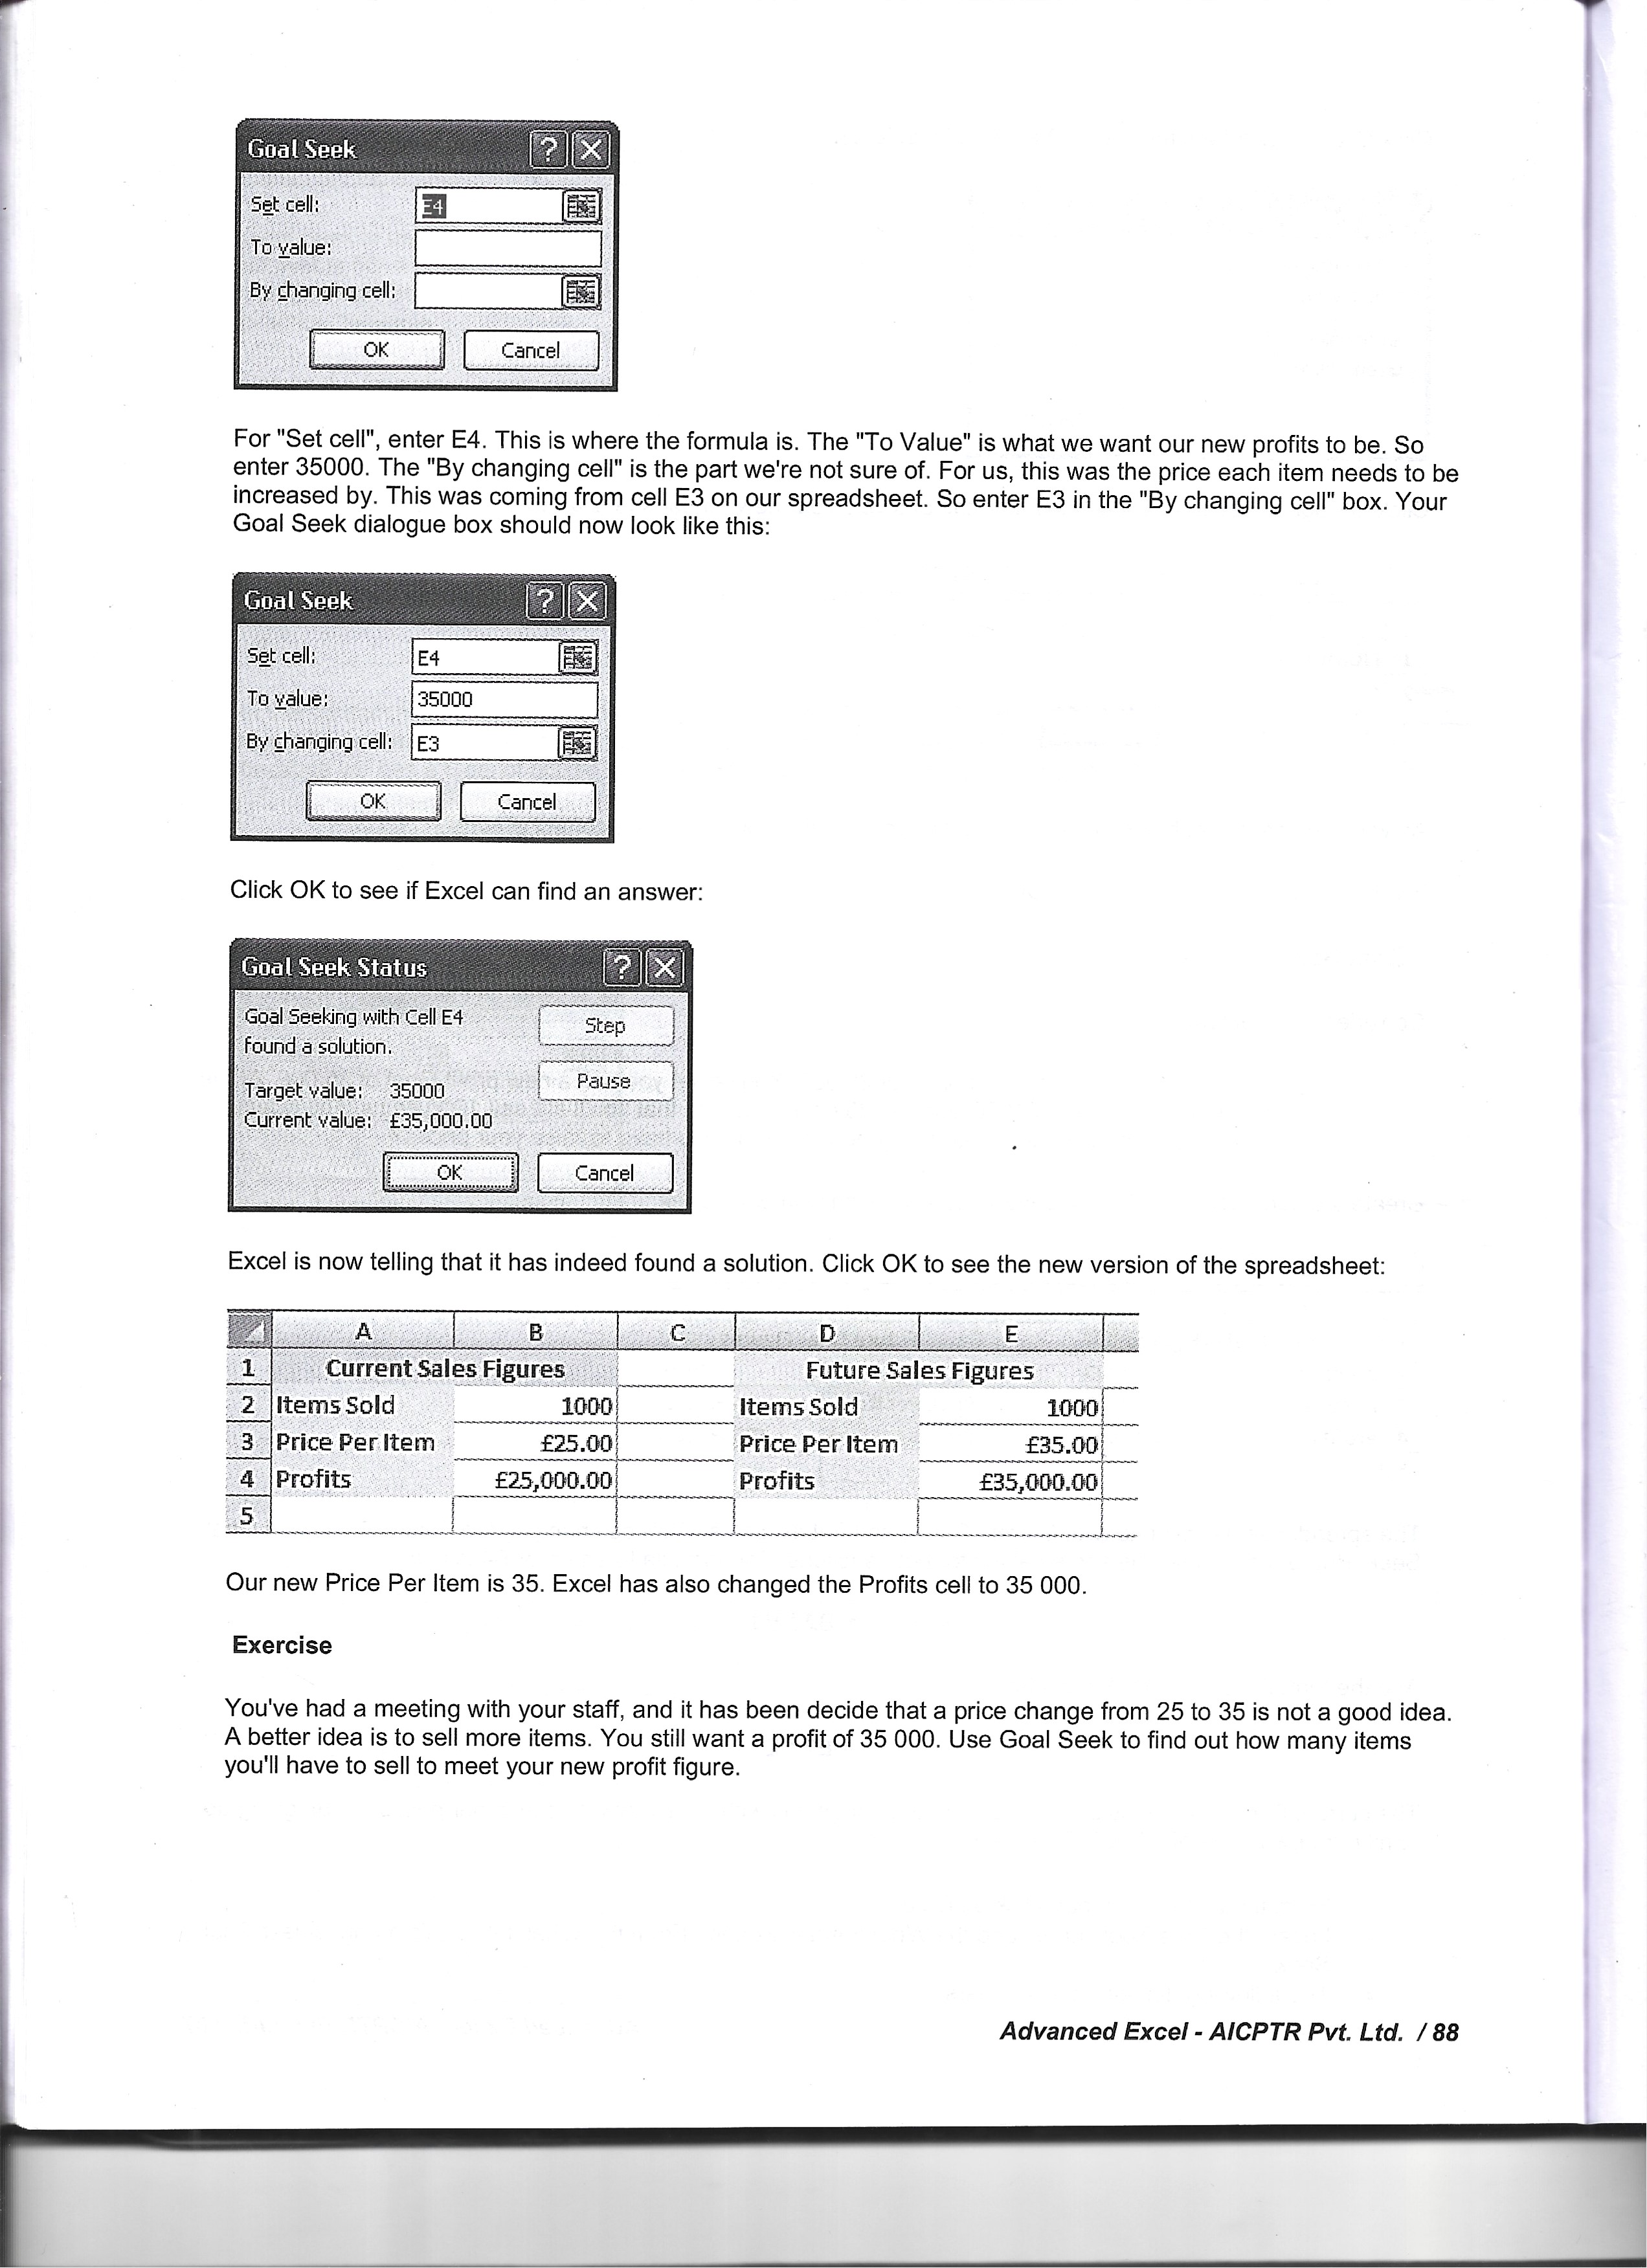 Goal Seek
Set cell: E4
To value:
By changing cell:
OK Cancel
For "Set cell", enter E4. This is where the formula is. The "To Value" is what we want our new profits to be. So
enter 35000. The "By changing cell" is the part we're not sure of. For us, this was the price each item needs to be
increased by. This was coming from cell E3 on our spreadsheet. So enter E3 in the "By changing cell" box. Your
Goal Seek dialogue box should now look like this:
Goal Seek
Set cell: E4
To value: 35000
By changing cell: E3
OK Cancel
Click OK to see if Excel can find an answer:
Goal Seek Status
Goal Seeking with Cell E4 Step
found a solution.
Target value: 35000 Pause
Current value: £35,000.00
OK Cancel
Excel is now telling that it has indeed found a solution. Click OK to see the new version of the spreadsheet:
A B C D E
1 Current Sales Figures Future Sales Figures
2 Items Sold 1000 Items Sold 1000
3 Price Per Item £25.00 Price Per Item £35.00
4 Profits £25,000.00 Profits £35,000.00
5
Our new Price Per Item is 35. Excel has also changed the Profits cell to 35 000.
Exercise
You've had a meeting with your staff, and it has been decide that a price change from 25 to 35 is not a good idea.
A better idea is to sell more items. You still want a profit of 35 000. Use Goal Seek to find out how many items
you'll have to sell to meet your new profit figure.
Advanced Excel - AICPTR Pvt. Ltd. / 88